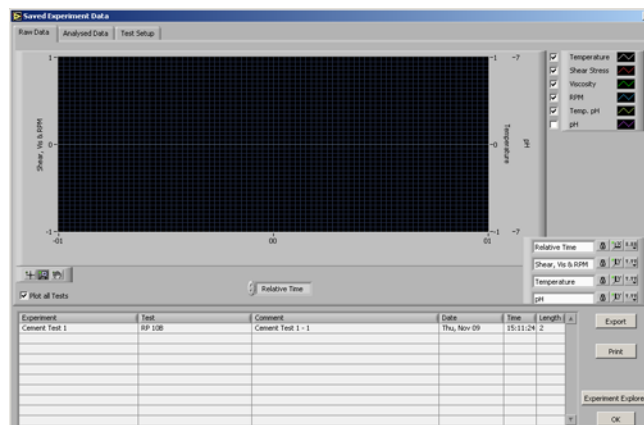 Saved Experiment Data
Raw Data Analysed Data Test Setup
Temperature
Shear Stress
Viscosity
RPM
Temp. pH
pH
1
0
-1
Shear, Vis & RPM
-01
00
01
-1
-0
-1
Temperature
-7
-0
-7
pH
Relative Time
Shear, Vis & RPM
Temperature
pH
Relative Time
Plot all Tests
Experiment Test Comment Date Time Length
Cement Test 1 RP 10B Cement Test 1 - 1 Thu, Nov 09 15:11:24 2
Export
Print
Experiment Explore
OK